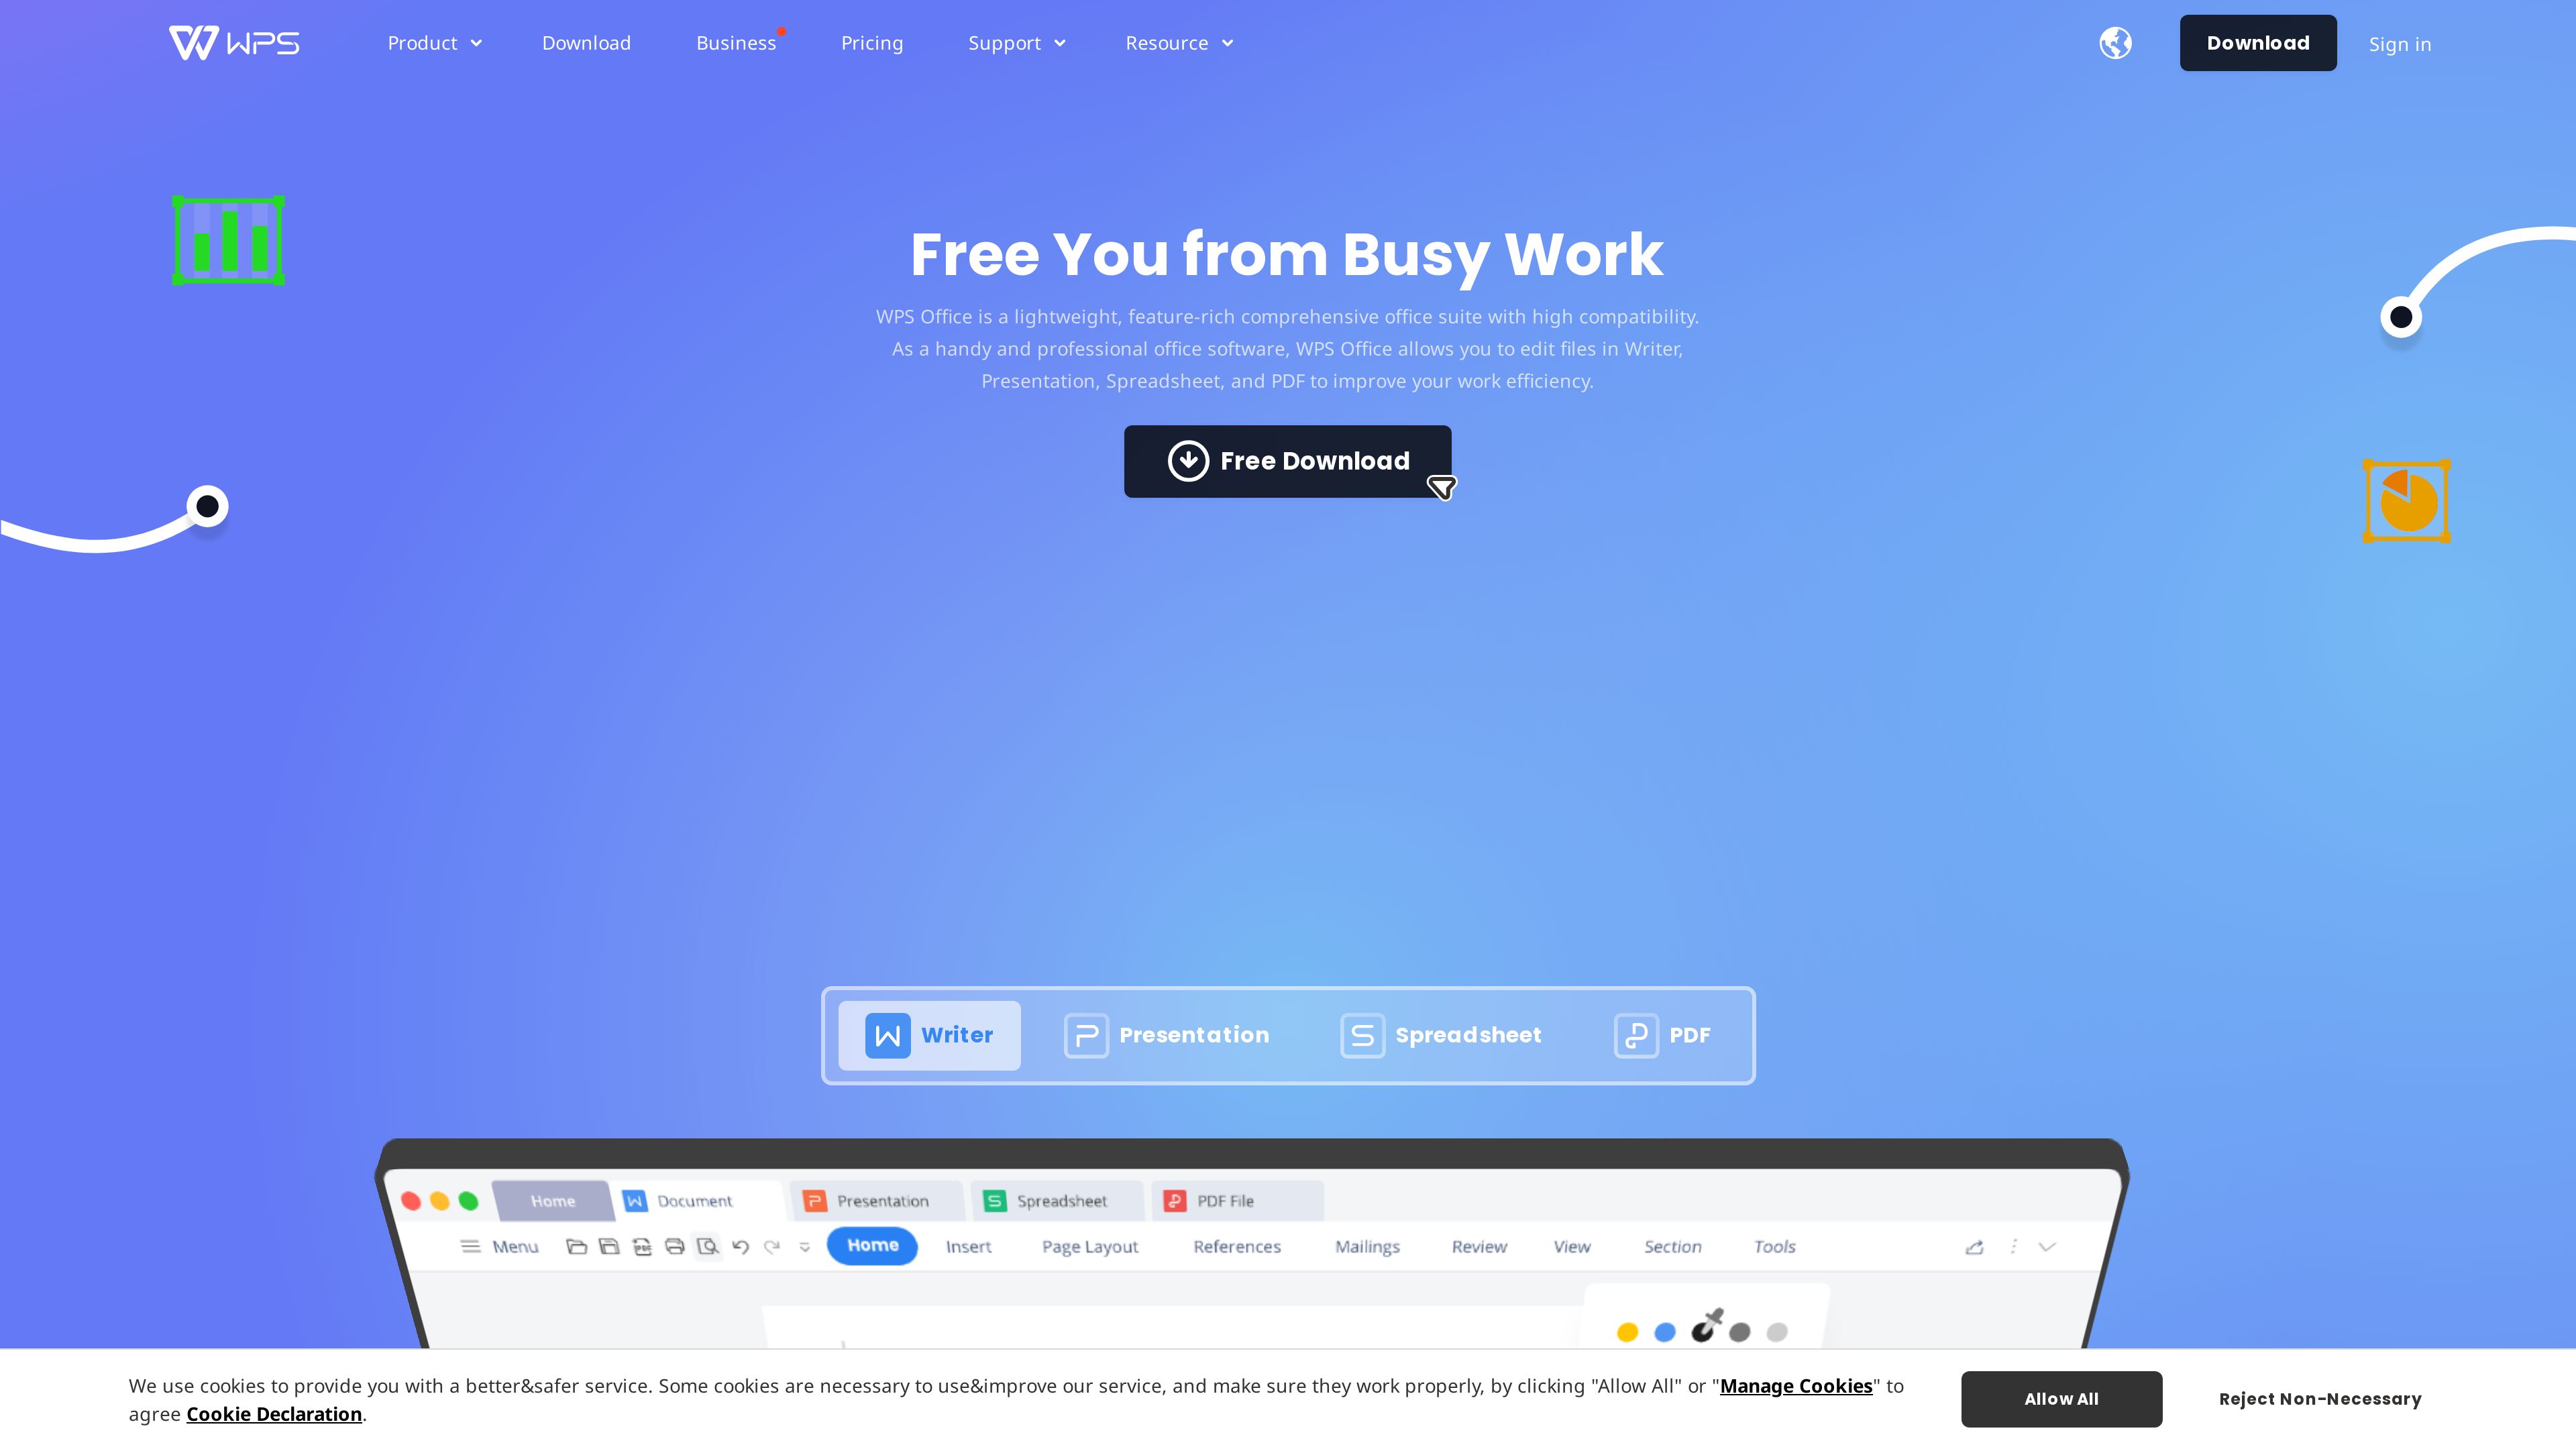 WPS
Product
Download
Business
Pricing
Support
Resource
Download
Sign in
Free You from Busy Work
WPS Office is a lightweight, feature-rich comprehensive office suite with high compatibility.
As a handy and professional office software, WPS Office allows you to edit files in Writer,
Presentation, Spreadsheet, and PDF to improve your work efficiency.
Free Download
Writer
Presentation
Spreadsheet
PDF
Home
Document
Presentation
Spreadsheet
PDF File
Menu
Home
Insert
Page Layout
References
Mailings
Review
View
Section
Tools
We use cookies to provide you with a better&safer service. Some cookies are necessary to use&improve our service, and make sure they work properly, by clicking "Allow All" or "Manage Cookies" to
agree Cookie Declaration.
Allow All
Reject Non-Necessary